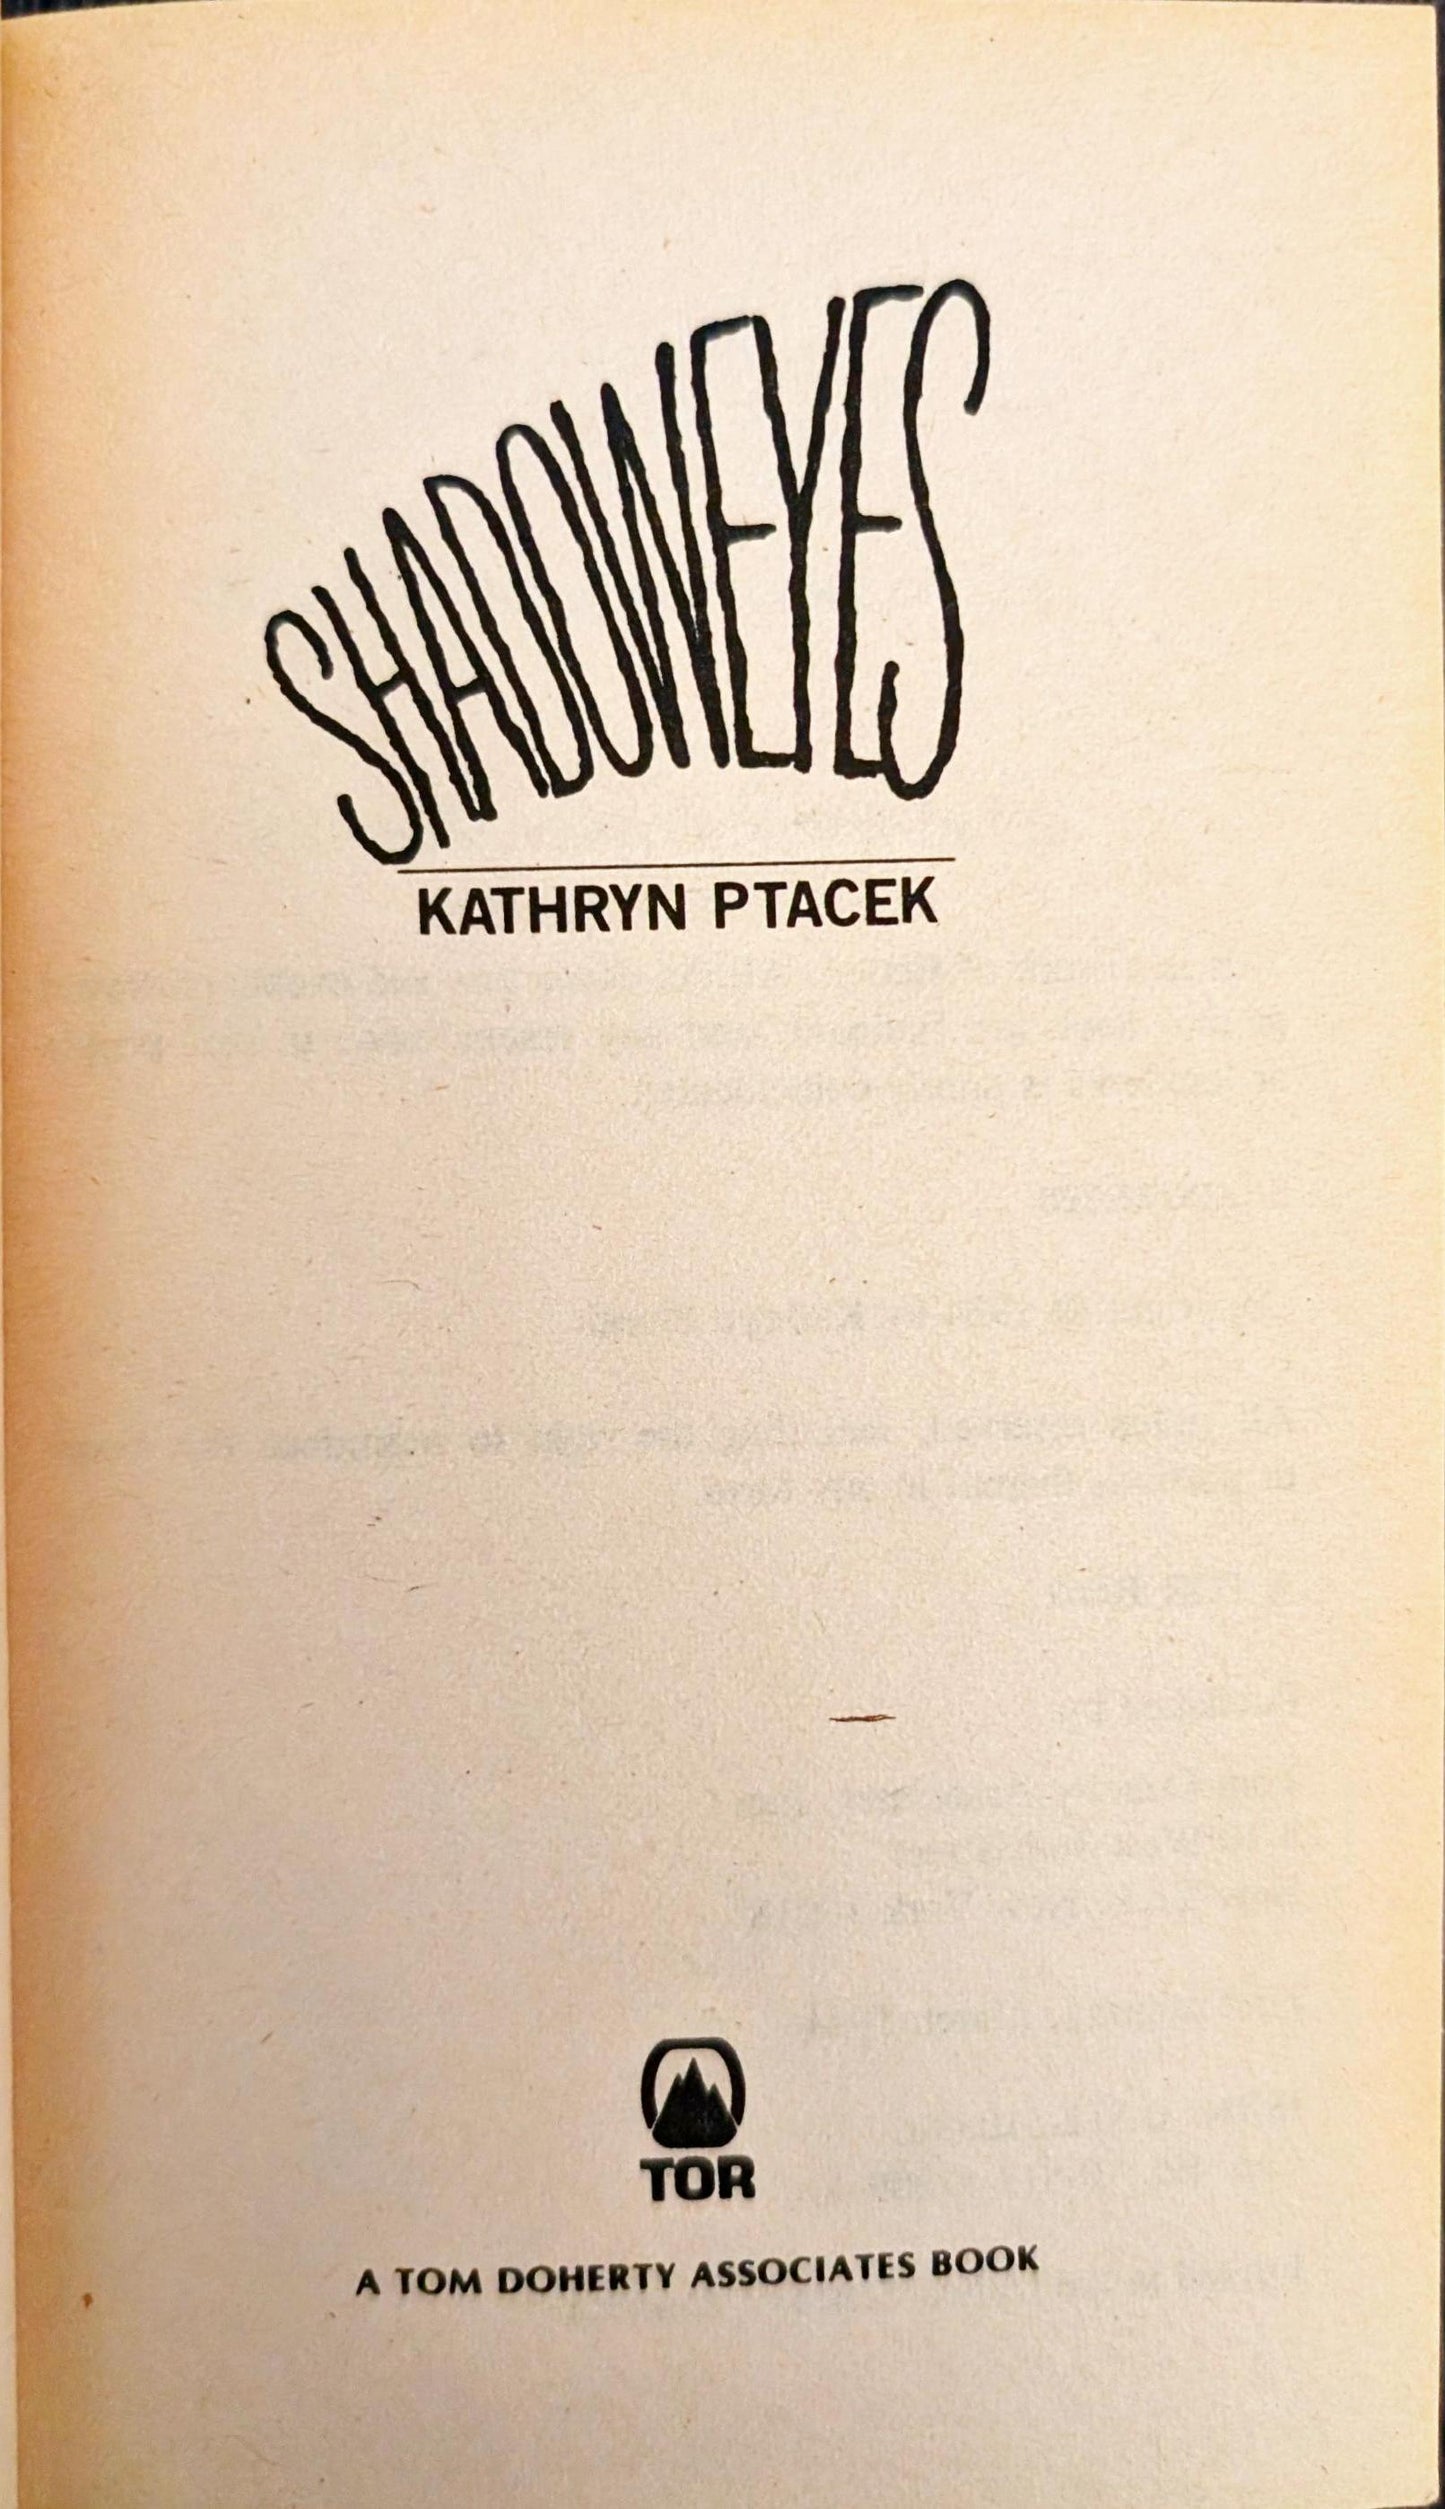 SHADOWEYES
KATHRYN PTACEK
TOR
A TOM DOHERTY ASSOCIATES BOOK